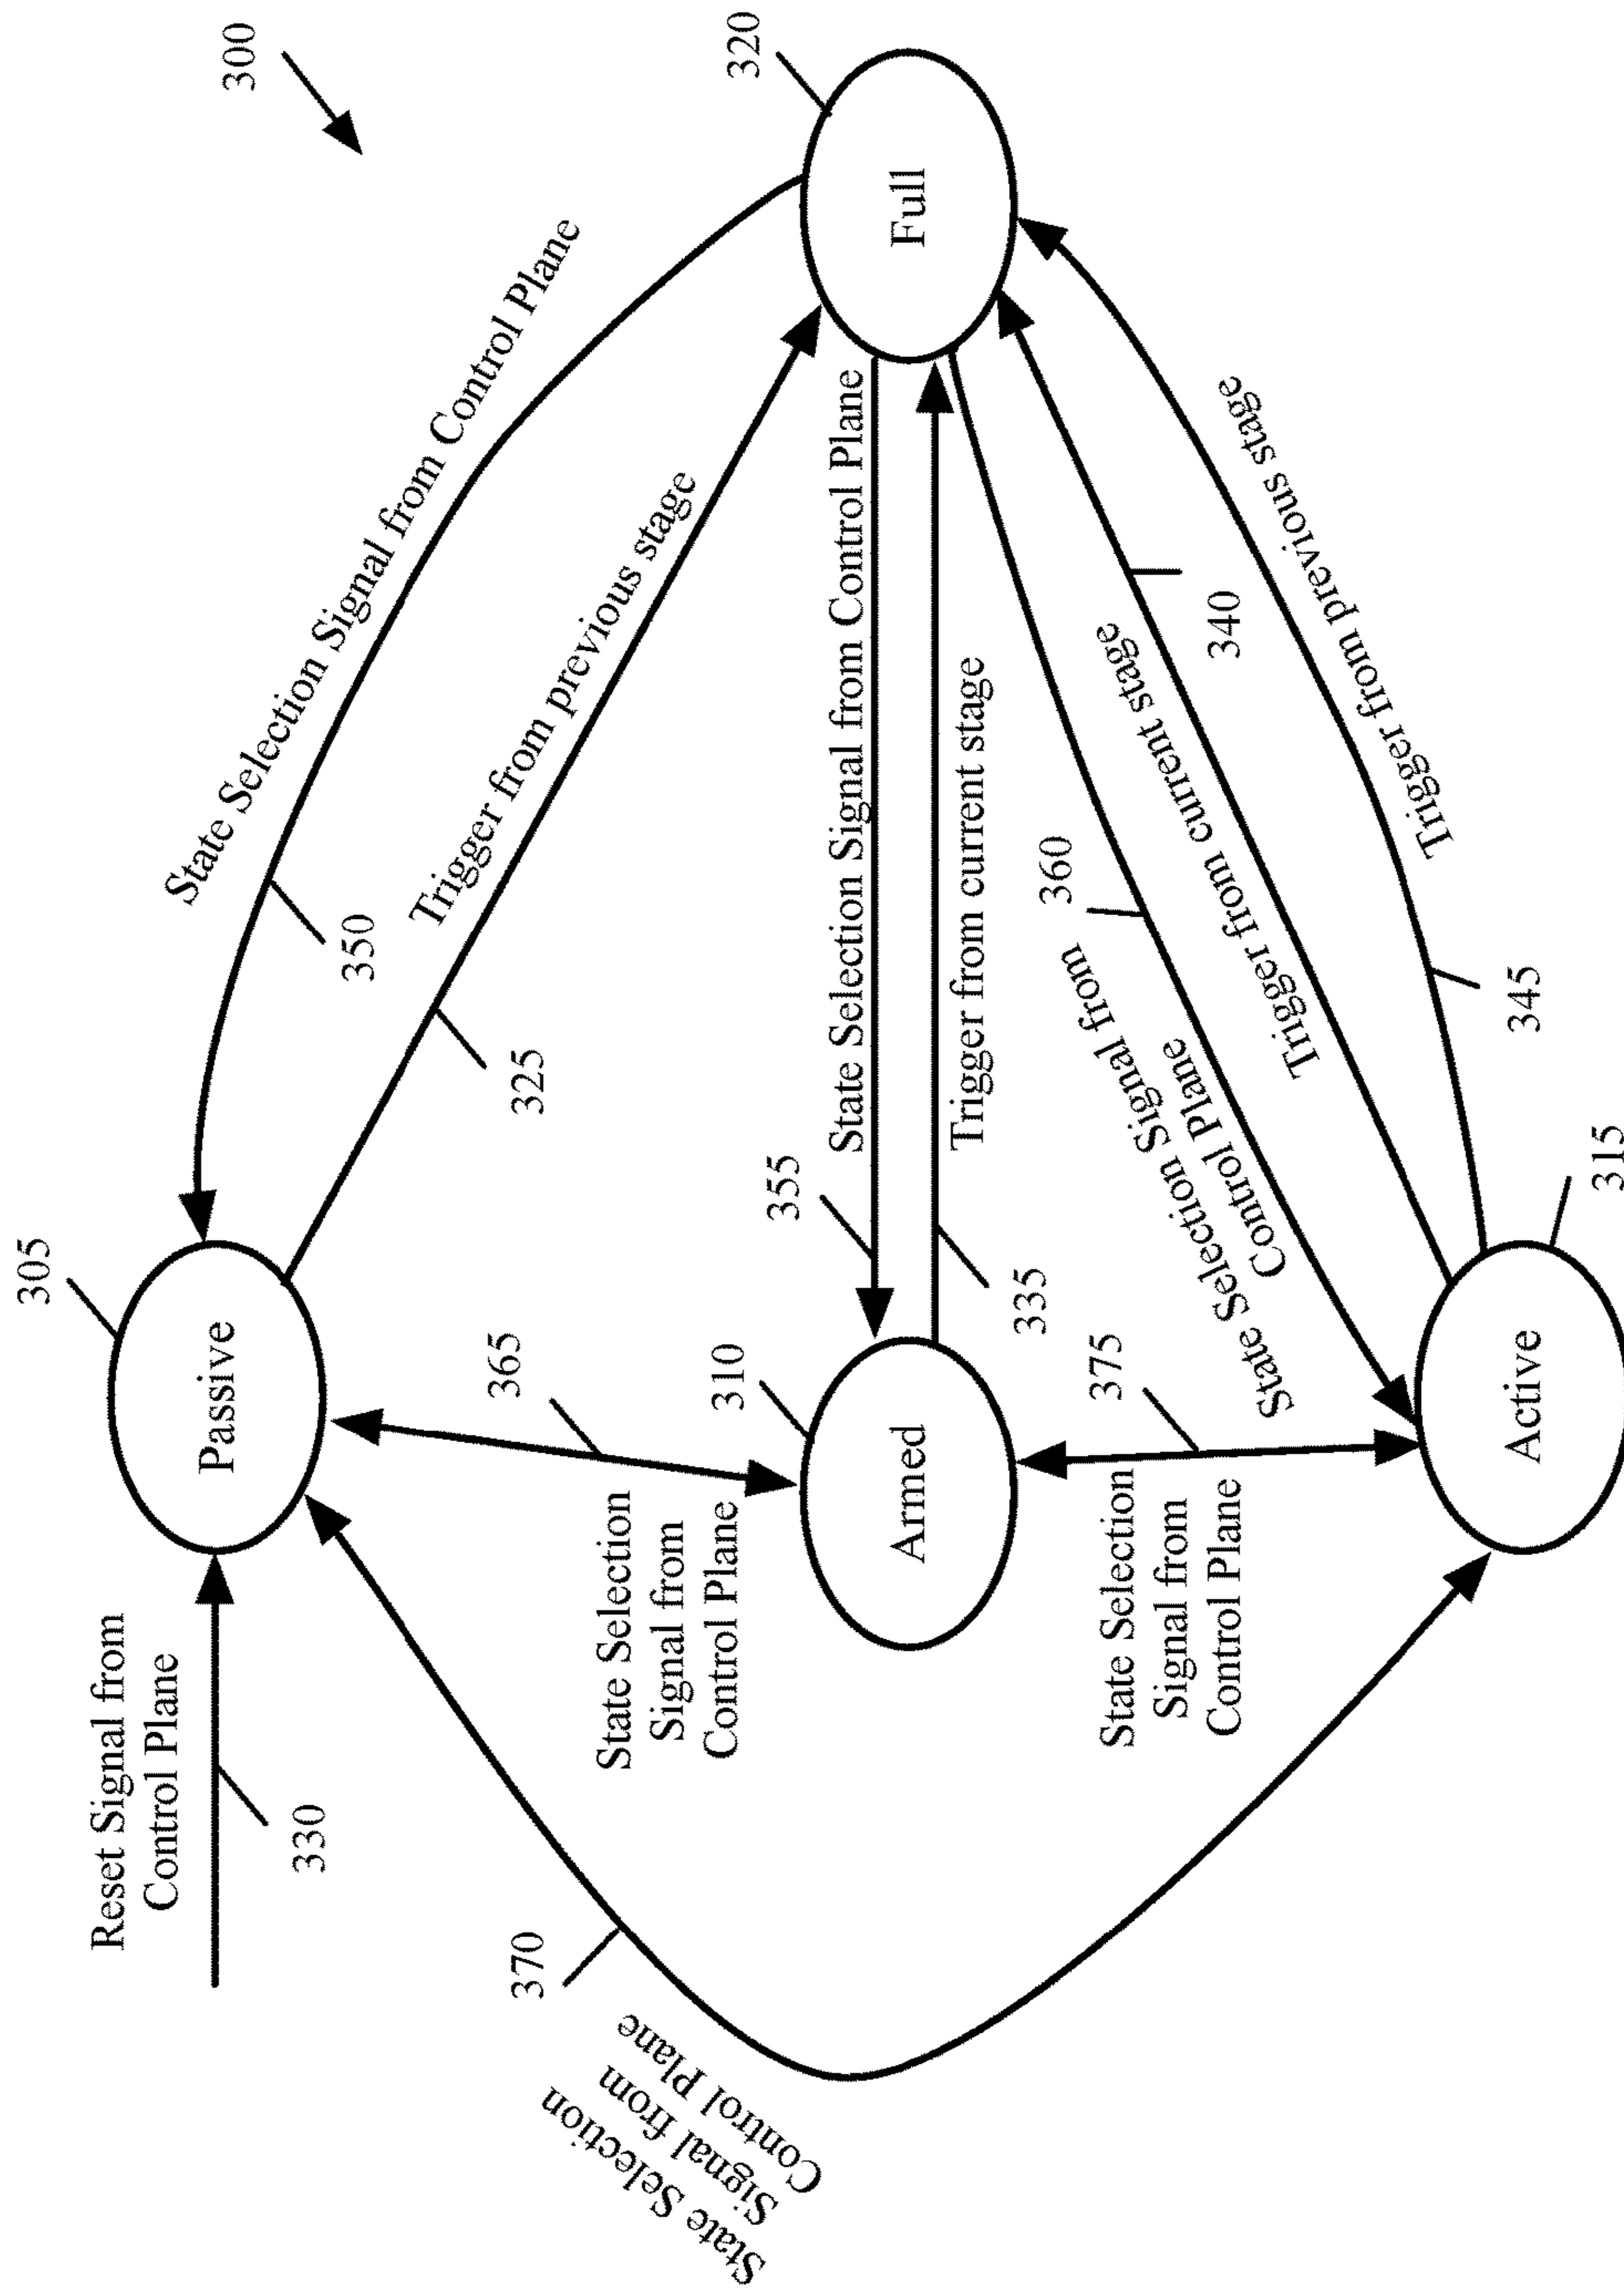 300
Reset Signal from
Control Plane
330
305
Passive
State Selection Signal from Control Plane
350
Trigger from previous stage
325
320
Full
365
State Selection
Signal from
Control Plane
310
Armed
355
State Selection Signal from Control Plane
Trigger from current stage
335
370
State Selection
Signal from
Control Plane
375
State Selection
Signal from
Control Plane
360
State Selection Signal from
Control Plane
Trigger from current stage
340
Trigger from previous stage
345
315
Active